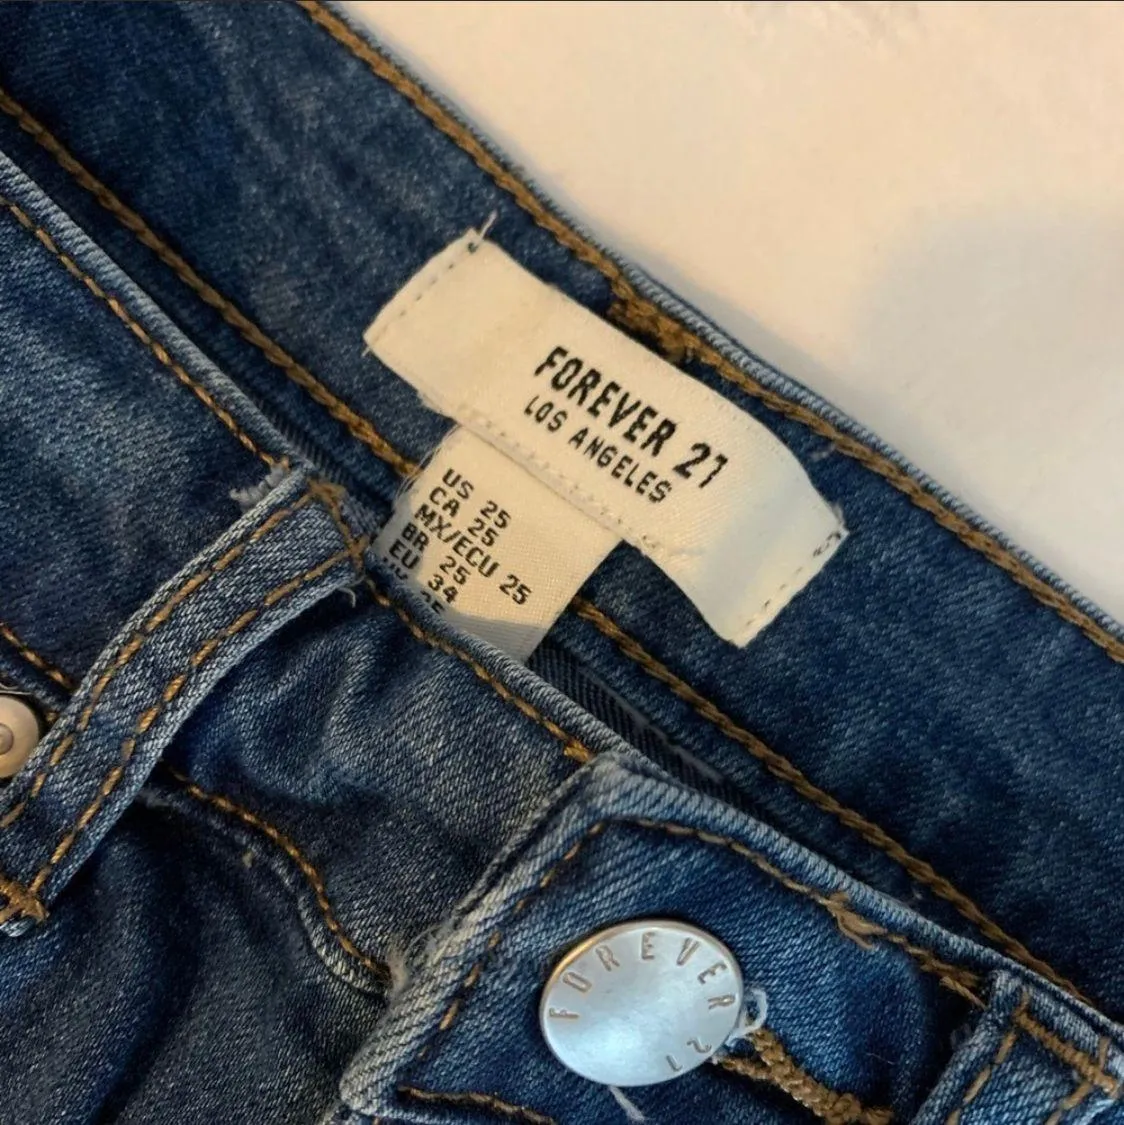 FOREVER 21
LOS ANGELES
US 25
CA 25
MX/ECU 25
BR 25
EU 34
FOREVER 21